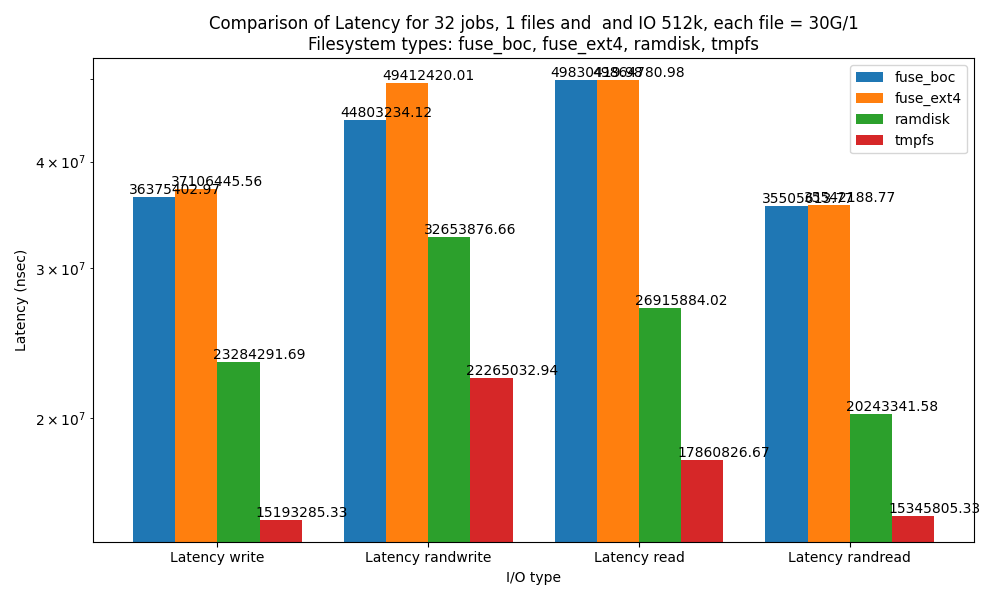 Comparison of Latency for 32 jobs, 1 files and  and IO 512k, each file = 30G/1
Filesystem types: fuse_boc, fuse_ext4, ramdisk, tmpfs
fuse_boc
fuse_ext4
ramdisk
tmpfs
Latency (nsec)
4 × 10⁷
3 × 10⁷
2 × 10⁷
36375402.97
37106445.56
23284291.69
15193285.33
44803234.12
49412420.01
32653876.66
22265032.94
26915884.02
17860826.67
20243341.58
15345805.33
Latency write
Latency randwrite
Latency read
Latency randread
I/O type